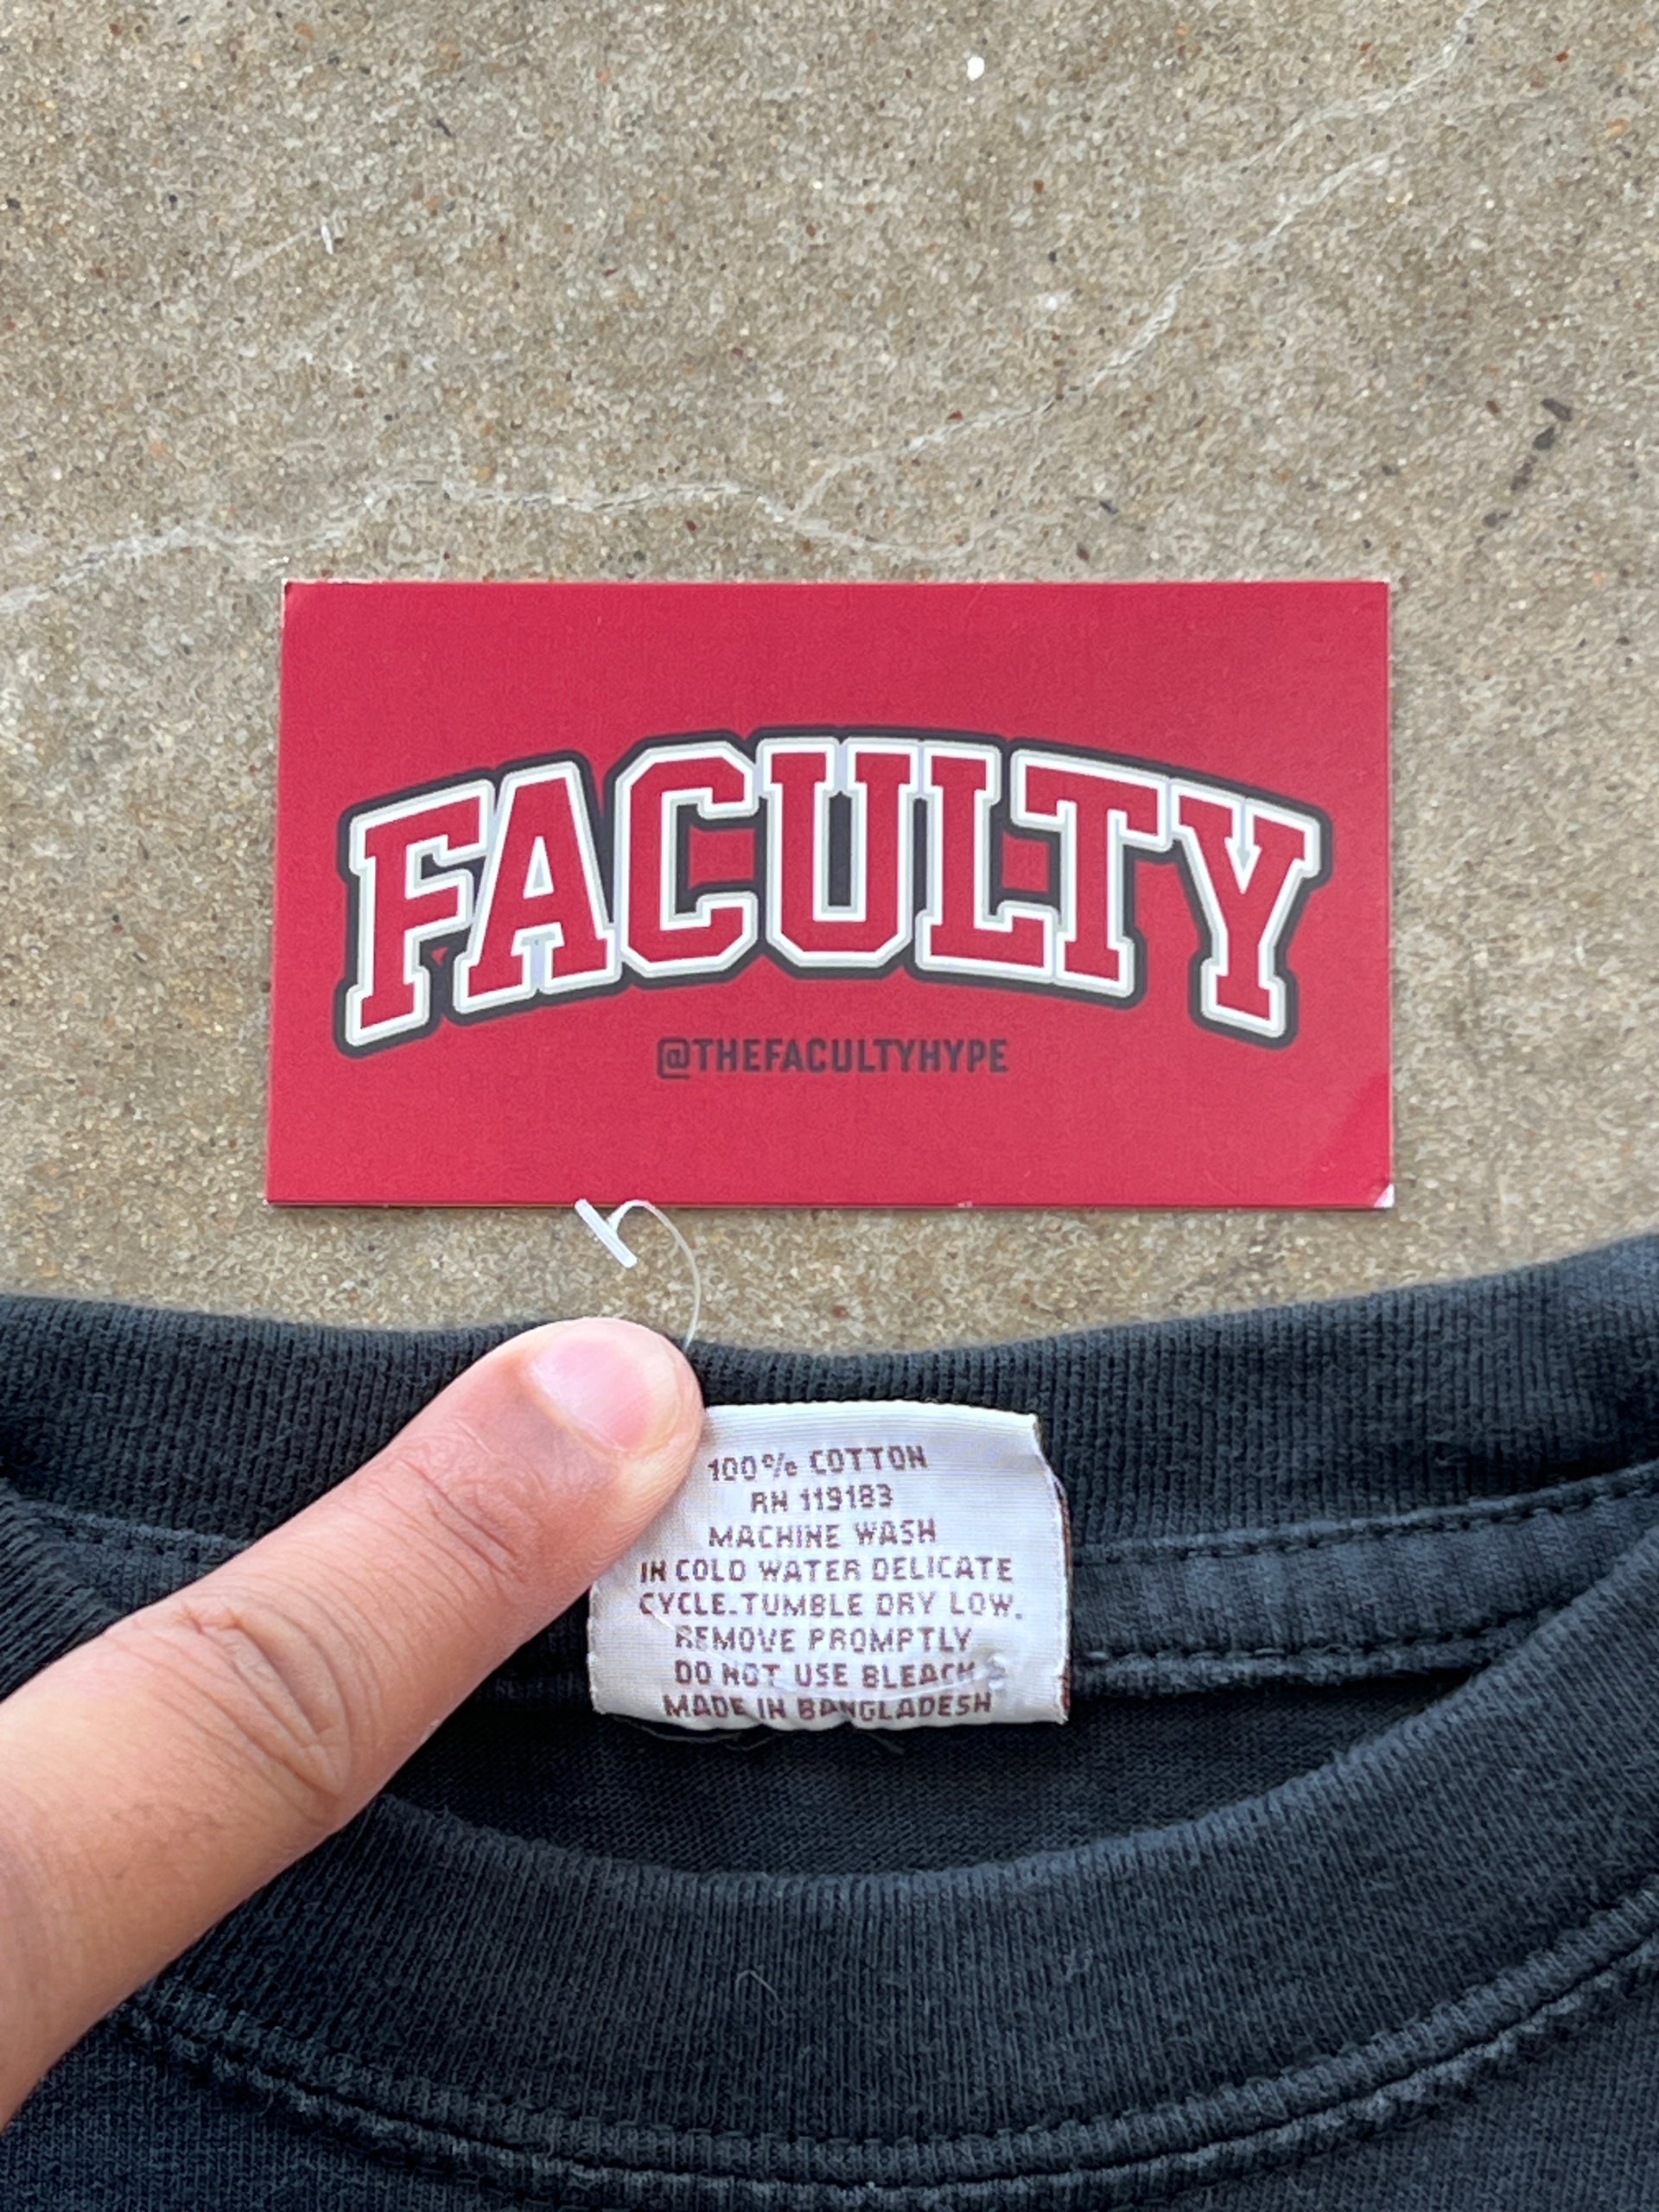 FACULTY
@THEFACULTYHYPE
100% COTTON
RN 119183
MACHINE WASH
IN COLD WATER DELICATE
CYCLE.TUMBLE DRY LOW.
REMOVE PROMPTLY
DO NOT USE BLEACH
MADE IN BANGLADESH